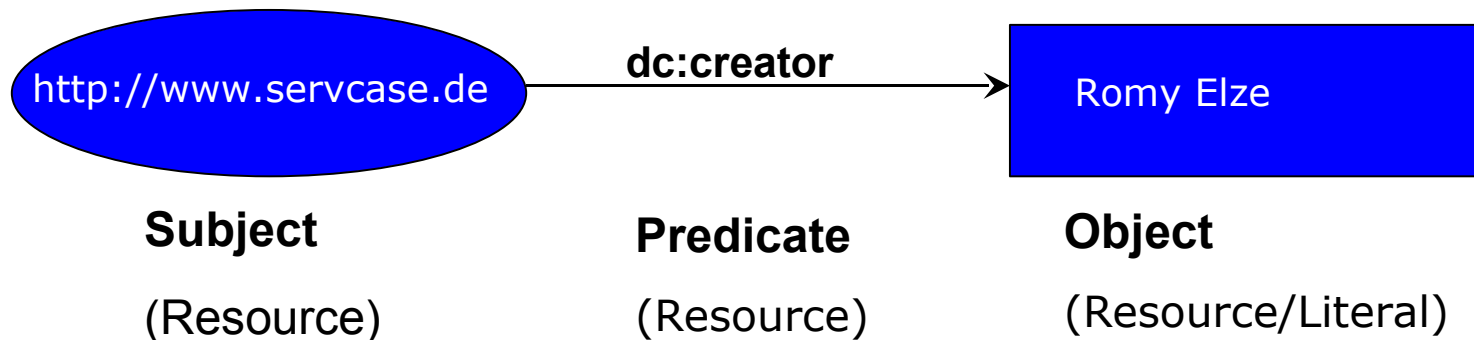 http://www.servcase.de
dc:creator
Romy Elze
Subject
Predicate
Object
(Resource)
(Resource)
(Resource/Literal)